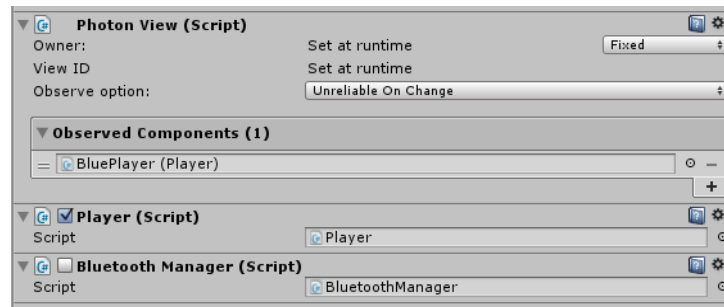 Photon View (Script)
Owner: Set at runtime Fixed
View ID Set at runtime
Observe option: Unreliable On Change
Observed Components (1)
BluePlayer (Player)
Player (Script)
Script Player
Bluetooth Manager (Script)
Script BluetoothManager